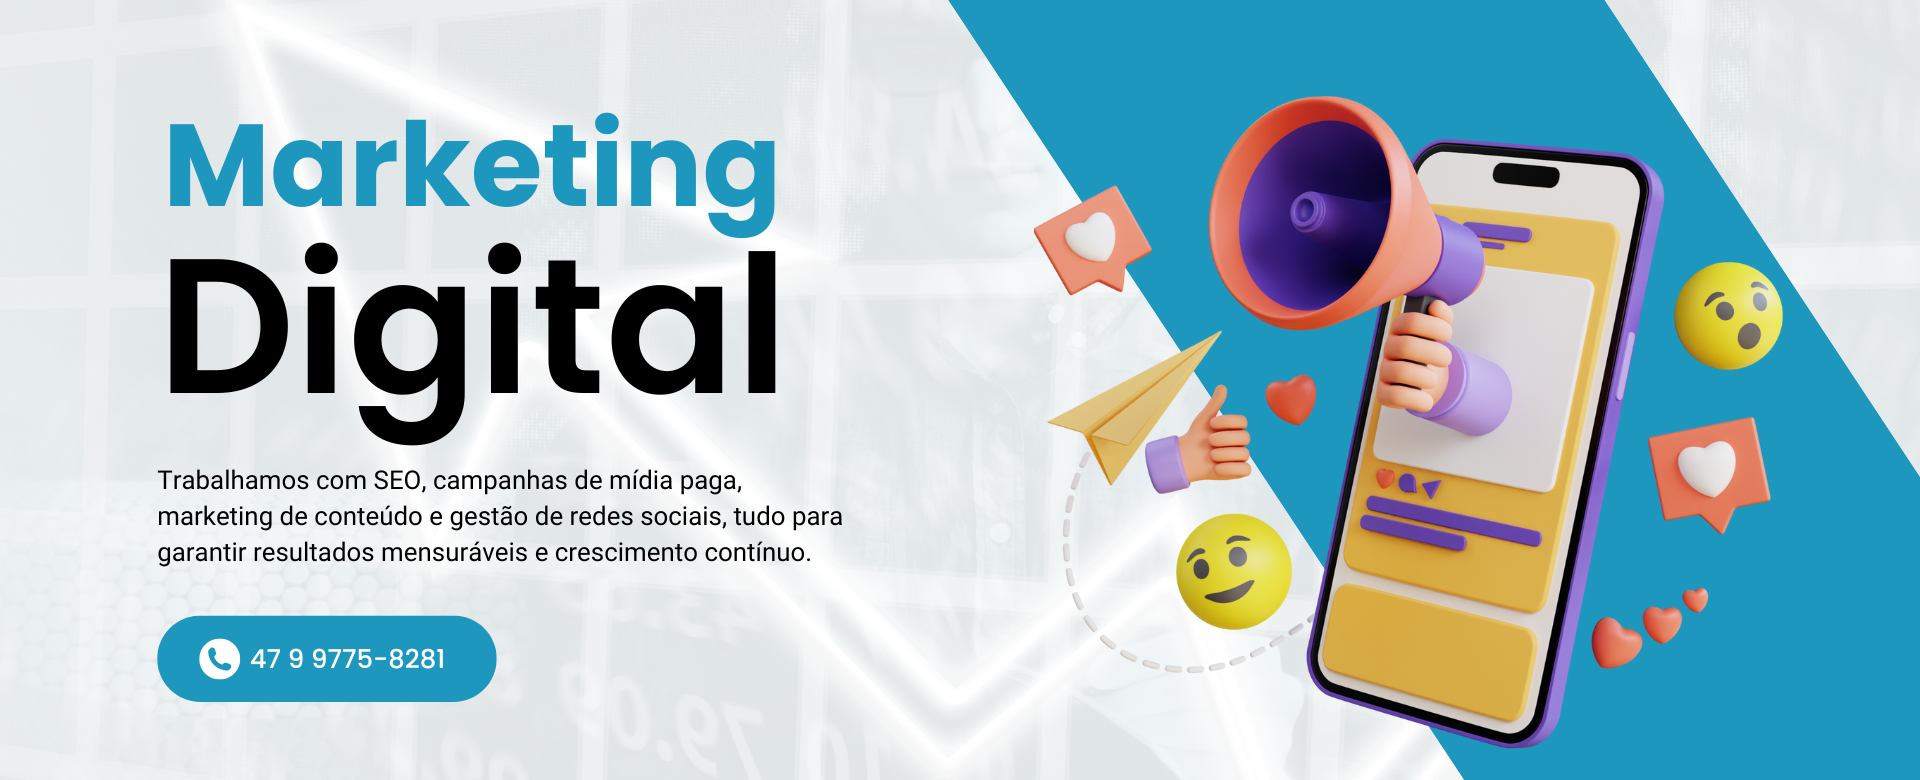 Marketing
Digital
Trabalhamos com SEO, campanhas de mídia paga,
marketing de conteúdo e gestão de redes sociais, tudo para
garantir resultados mensuráveis e crescimento contínuo.
47 9 9775-8281